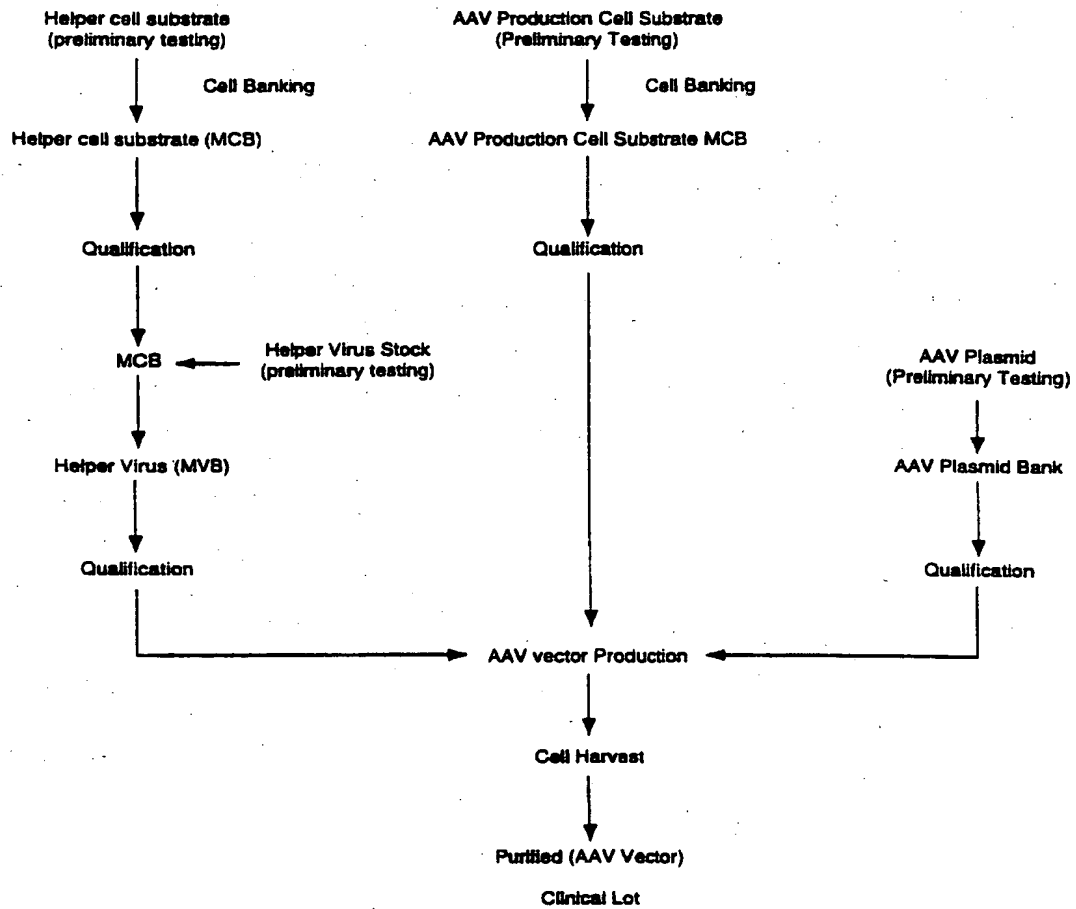 Helper cell substrate
(preliminary testing)
AAV Production Cell Substrate
(Preliminary Testing)
Cell Banking
Cell Banking
Helper cell substrate (MCB)
AAV Production Cell Substrate MCB
Qualification
Qualification
MCB
Helper Virus Stock
(preliminary testing)
AAV Plasmid
(Preliminary Testing)
Helper Virus (MVB)
AAV Plasmid Bank
Qualification
Qualification
AAV vector Production
Cell Harvest
Purified (AAV Vector)
Clinical Lot